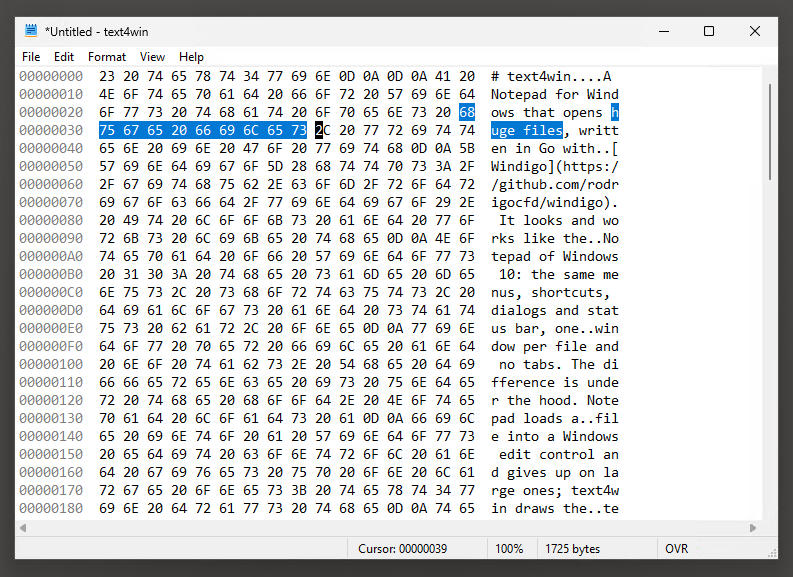 *Untitled - text4win
File Edit Format View Help
00000000 23 20 74 65 78 74 34 77 69 6E 0D 0A 0D 0A 41 20 # text4win....A
00000010 4E 6F 74 65 70 61 64 20 66 6F 72 20 57 69 6E 64 Notepad for Wind
00000020 6F 77 73 20 74 68 61 74 20 6F 70 65 6E 73 20 68 ows that opens h
00000030 75 67 65 20 66 69 6C 65 73 2C 20 77 72 69 74 74 uge files, writt
00000040 65 6E 20 69 6E 20 47 6F 20 77 69 74 68 0D 0A 5B en in Go with..[
00000050 57 69 6E 64 69 67 6F 5D 28 68 74 74 70 73 3A 2F Windigo](https:/
00000060 2F 67 69 74 68 75 62 2E 63 6F 6D 2F 72 6F 64 72 /github.com/rodr
00000070 69 67 6F 63 66 64 2F 77 69 6E 64 69 67 6F 29 2E igocfd/windigo).
00000080 20 49 74 20 6C 6F 6F 6B 73 20 61 6E 64 20 77 6F It looks and wo
00000090 72 6B 73 20 6C 69 6B 65 20 74 68 65 0D 0A 4E 6F rks like the..No
000000A0 74 65 70 61 64 20 6F 66 20 57 69 6E 64 6F 77 73 tepad of Windows
000000B0 20 31 30 3A 20 74 68 65 20 73 61 6D 65 20 6D 65 10: the same me
000000C0 6E 75 73 2C 20 73 68 6F 72 74 63 75 74 73 2C 20 nus, shortcuts,
000000D0 64 69 61 6C 6F 67 73 20 61 6E 64 20 73 74 61 74 dialogs and stat
000000E0 75 73 20 62 61 72 2C 20 6F 6E 65 0D 0A 77 69 6E us bar, one..win
000000F0 64 6F 77 20 70 65 72 20 66 69 6C 65 20 61 6E 64 dow per file and
00000100 20 6E 6F 20 74 61 62 73 2E 20 54 68 65 20 64 69 no tabs. The di
00000110 66 66 65 72 65 6E 63 65 20 69 73 20 75 6E 64 65 fference is unde
00000120 72 20 74 68 65 20 68 6F 6F 64 2E 20 4E 6F 74 65 r the hood. Note
00000130 70 61 64 20 6C 6F 61 64 73 20 61 0D 0A 66 69 6C pad loads a..fil
00000140 65 20 69 6E 74 6F 20 61 20 57 69 6E 64 6F 77 73 e into a Windows
00000150 20 65 64 69 74 20 63 6F 6E 74 72 6F 6C 20 61 6E edit control an
00000160 64 20 67 69 76 65 73 20 75 70 20 6F 6E 20 6C 61 d gives up on la
00000170 72 67 65 20 6F 6E 65 73 3B 20 74 65 78 74 34 77 rge ones; text4w
00000180 69 6E 20 64 72 61 77 73 20 74 68 65 0D 0A 74 65 in draws the..te
Cursor: 00000039 100% 1725 bytes OVR